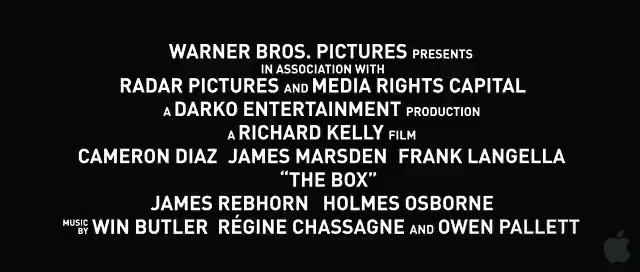 WARNER BROS. PICTURES PRESENTS
IN ASSOCIATION WITH
RADAR PICTURES AND MEDIA RIGHTS CAPITAL
A DARKO ENTERTAINMENT PRODUCTION
A RICHARD KELLY FILM
CAMERON DIAZ JAMES MARSDEN FRANK LANGELLA
“THE BOX”
JAMES REBHORN HOLMES OSBORNE
MUSIC BY WIN BUTLER RÉGINE CHASSAGNE AND OWEN PALLETT